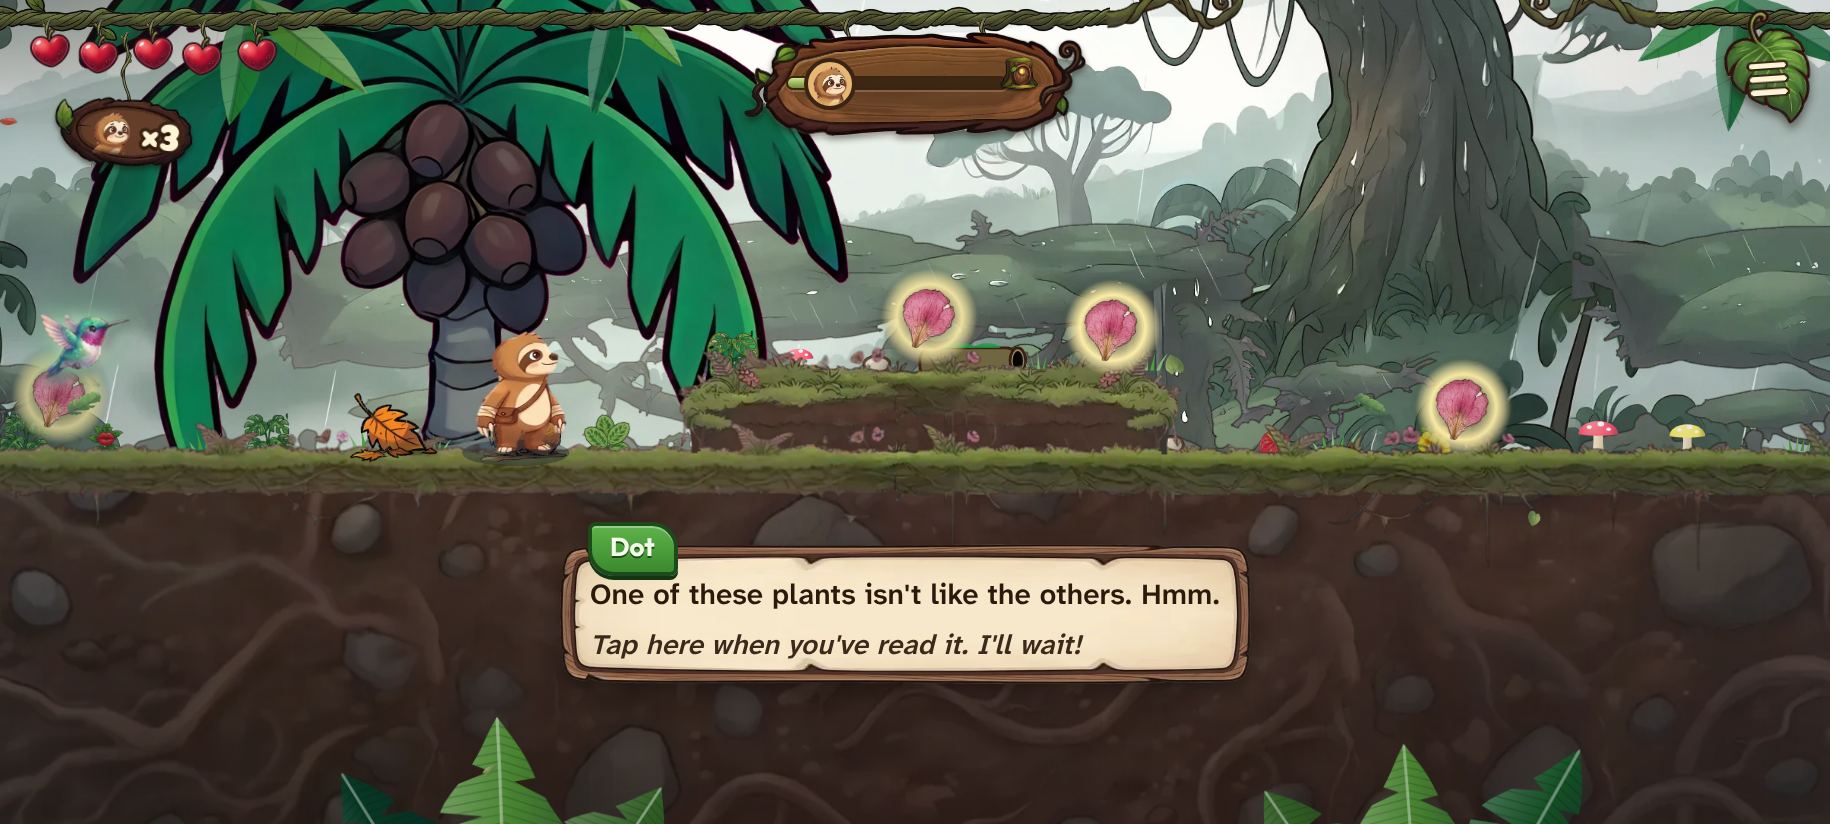 x3
Dot
One of these plants isn't like the others. Hmm.
Tap here when you've read it. I'll wait!